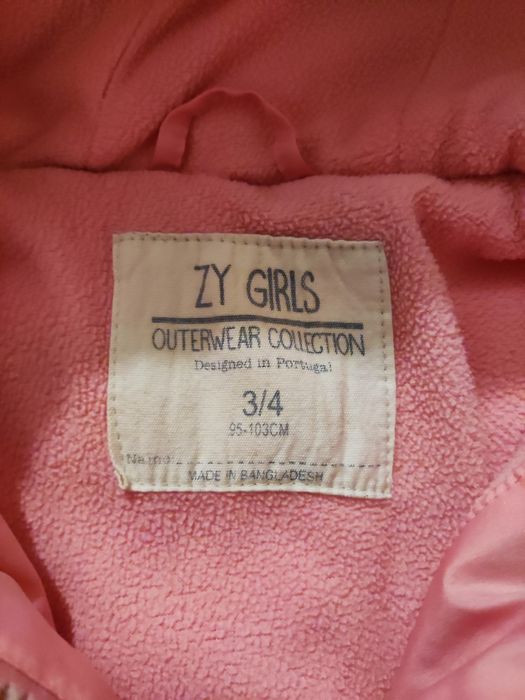 ZY GIRLS
OUTERWEAR COLLECTION
Designed in Portugal
3/4
95-103CM
Name
MADE IN BANGLADESH